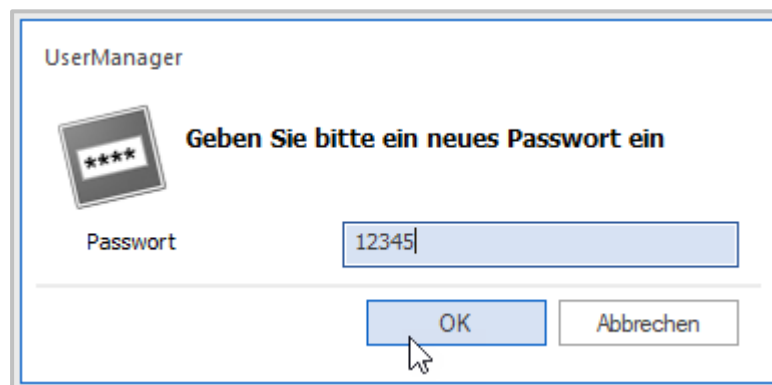 UserManager
****
Geben Sie bitte ein neues Passwort ein
Passwort
12345
OK
Abbrechen